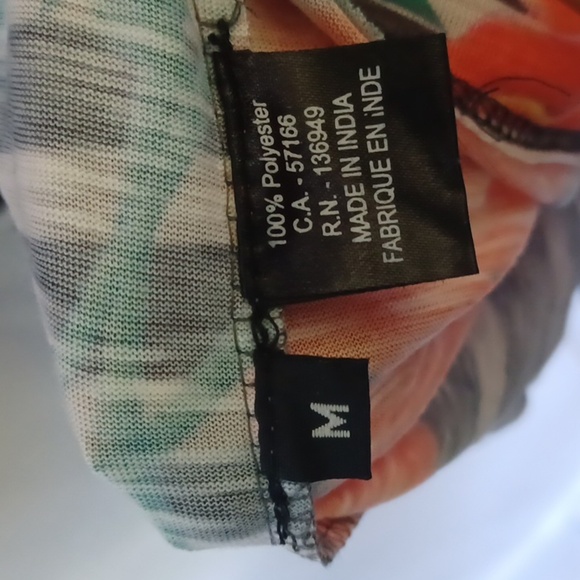 100% Polyester
C.A. - 57166
R.N. - 136949
MADE IN INDIA
FABRIQUE EN iNDE
M